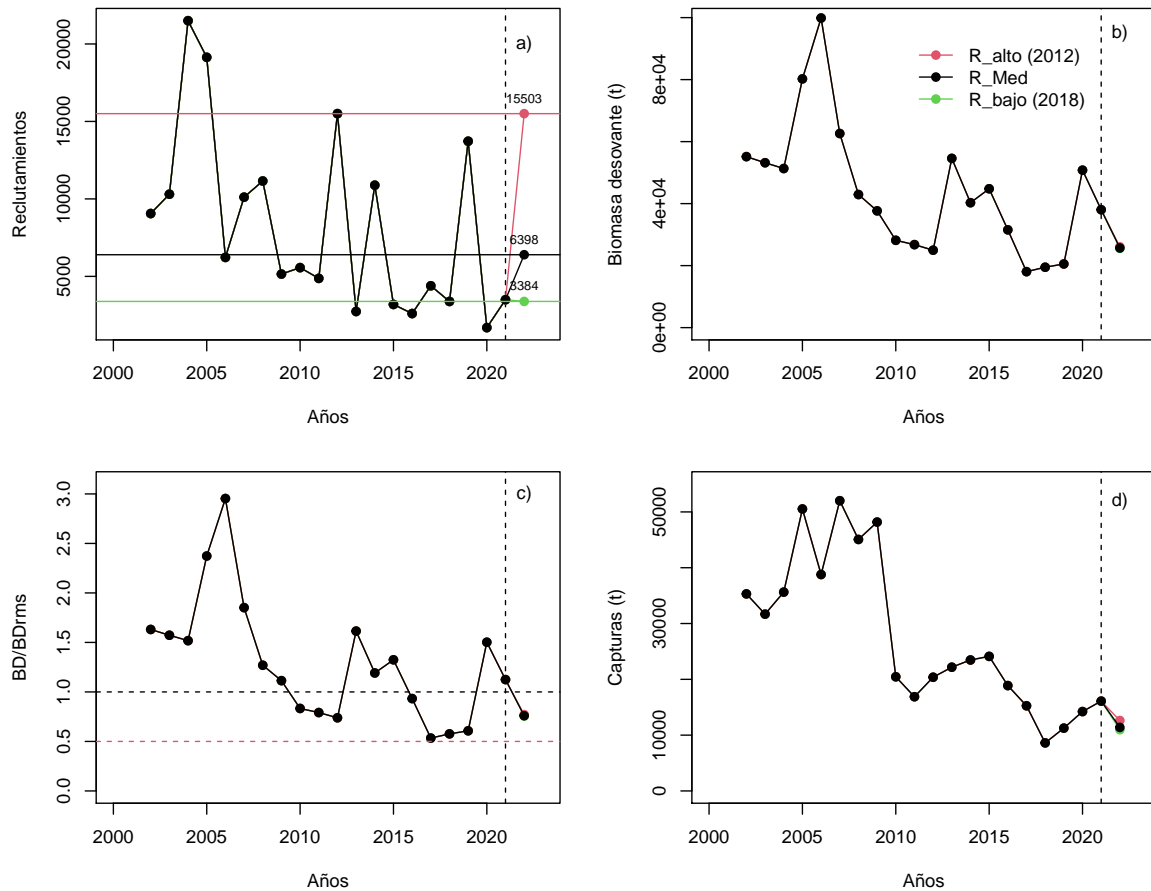 a)
15503
6398
3384
Reclutamientos
20000
15000
10000
5000
2000 2005 2010 2015 2020
Años
b)
R_alto (2012)
R_Med
R_bajo (2018)
Biomasa desovante (t)
8e+04
4e+04
0e+00
2000 2005 2010 2015 2020
Años
c)
BD/BDrms
3.0
2.5
2.0
1.5
1.0
0.5
0.0
2000 2005 2010 2015 2020
Años
d)
Capturas (t)
50000
30000
10000
0
2000 2005 2010 2015 2020
Años